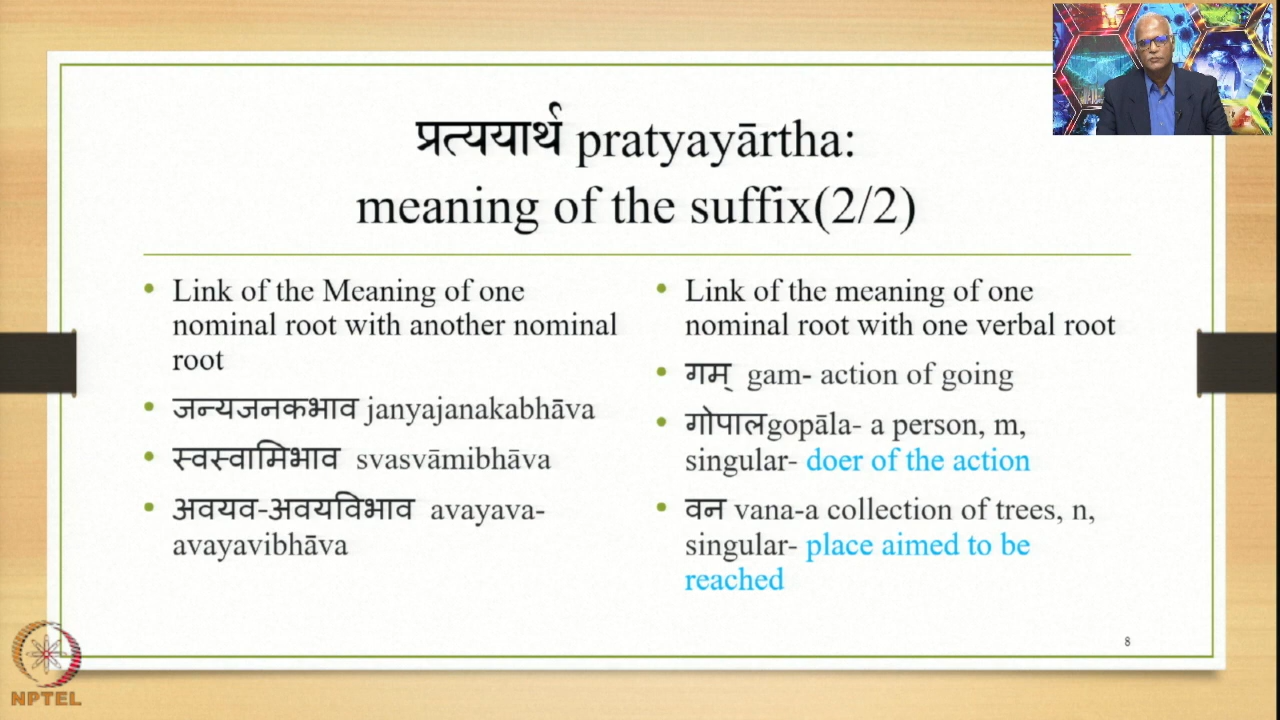 प्रत्ययार्थ pratyayārtha:
meaning of the suffix(2/2)
• Link of the Meaning of one
nominal root with another nominal
root
• जन्यजनकभाव janyajanakabhāva
• स्वस्वामिभाव svasvāmibhāva
• अवयव-अवयविभाव avayava-
avayavibhāva
• Link of the meaning of one
nominal root with one verbal root
• गम् gam- action of going
• गोपालgopāla- a person, m,
singular- doer of the action
• वन vana-a collection of trees, n,
singular- place aimed to be
reached
8
NPTEL